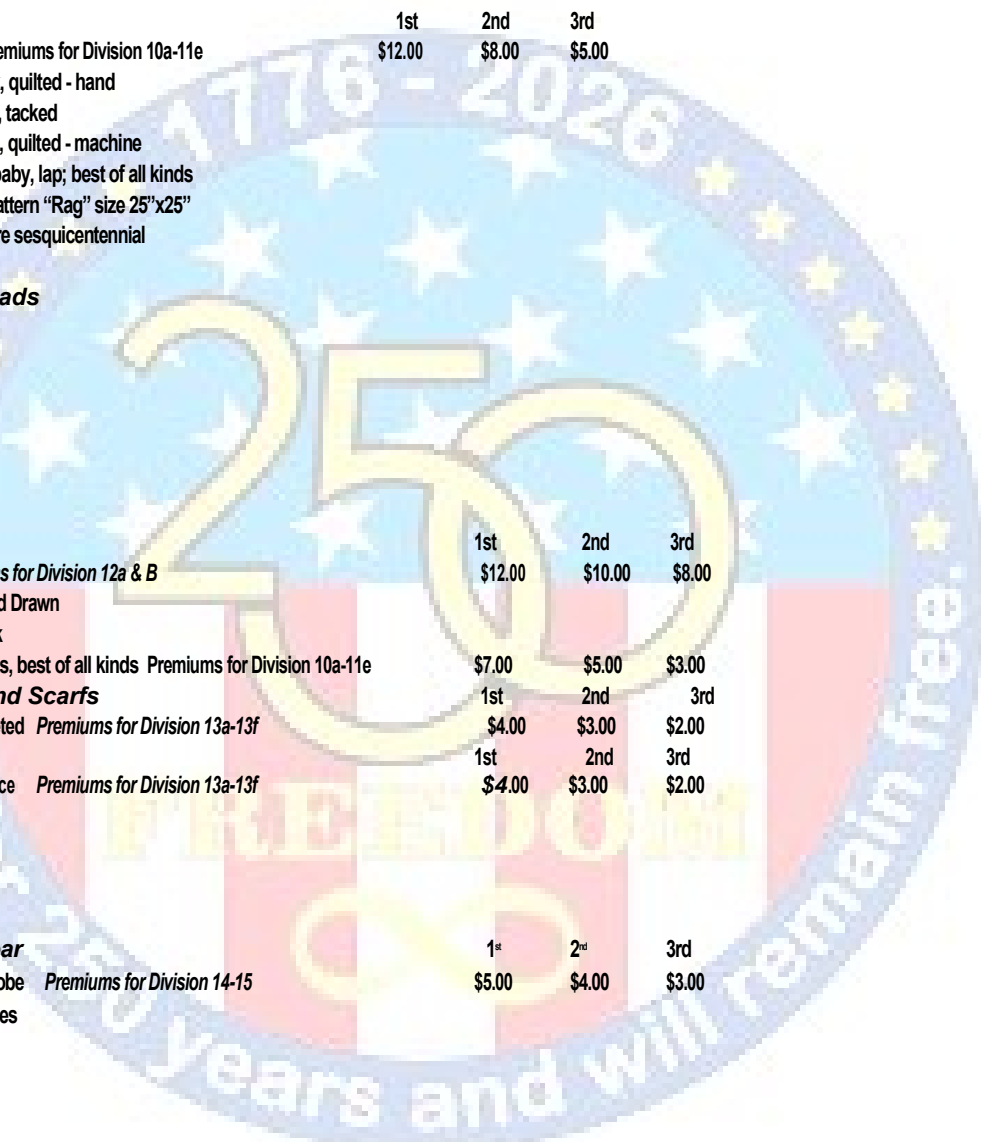 1st 2nd 3rd
emiums for Division 10a-11e $12.00 $8.00 $5.00
, quilted - hand
, tacked
, quilted - machine
baby, lap; best of all kinds
attern “Rag” size 25”x25”
re sesquicentennial
ads
1st 2nd 3rd
s for Division 12a & B $12.00 $10.00 $8.00
d Drawn
k
rs, best of all kinds Premiums for Division 10a-11e $7.00 $5.00 $3.00
nd Scarfs 1st 2nd 3rd
ted Premiums for Division 13a-13f $4.00 $3.00 $2.00
1st 2nd 3rd
ce Premiums for Division 13a-13f $4.00 $3.00 $2.00
ear 1st 2nd 3rd
obe Premiums for Division 14-15 $5.00 $4.00 $3.00
es
1776 - 2026
250
FREEDOM
r 250 years and will remain free.